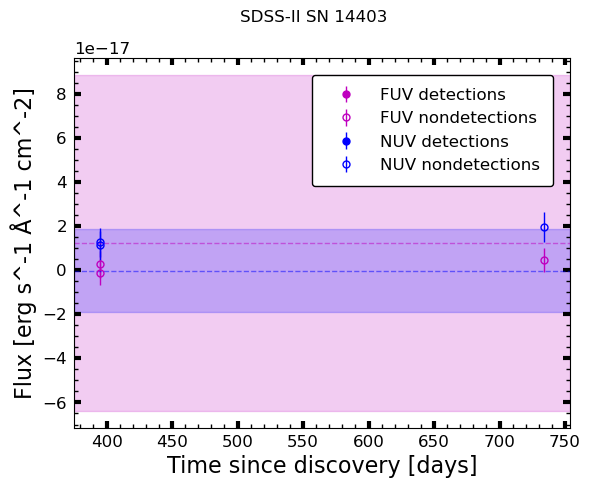 SDSS-II SN 14403
1e−17
FUV detections
FUV nondetections
NUV detections
NUV nondetections
8
6
4
2
0
−2
−4
−6
Flux [erg s^-1 Å^-1 cm^-2]
400 450 500 550 600 650 700 750
Time since discovery [days]